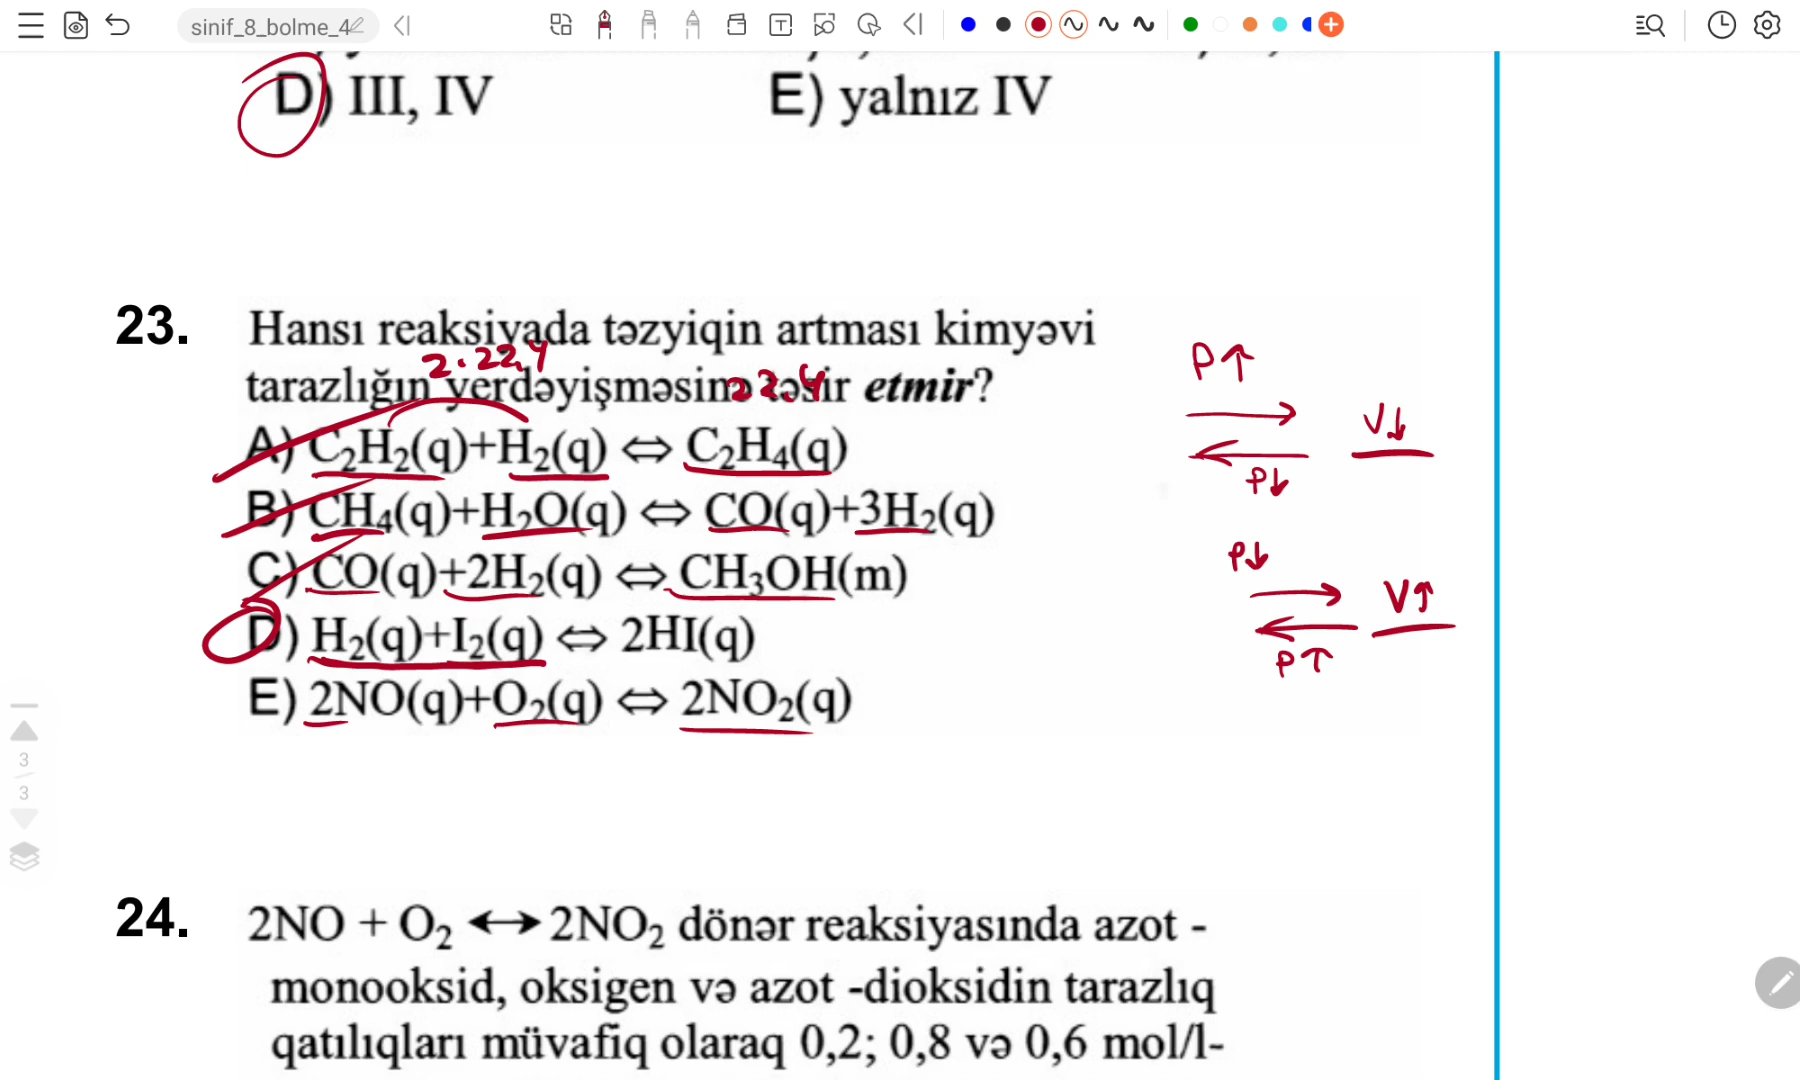 sinif_8_bolme_4
D) III, IV E) yalnız IV
23. Hansı reaksiyada təzyiqin artması kimyəvi
2·22,4
tarazlığın yerdəyişməsinə təsir etmir?
22,4
A) C₂H₂(q)+H₂(q) ⇔ C₂H₄(q)
B) CH₄(q)+H₂O(q) ⇔ CO(q)+3H₂(q)
C) CO(q)+2H₂(q) ⇔ CH₃OH(m)
D) H₂(q)+I₂(q) ⇔ 2HI(q)
E) 2NO(q)+O₂(q) ⇔ 2NO₂(q)
P↑
V↓
P↓
P↓
V↑
P↑
3
3
24. 2NO + O₂ ↔ 2NO₂ dönər reaksiyasında azot -
monooksid, oksigen və azot -dioksidin tarazlıq
qatılıqları müvafiq olaraq 0,2; 0,8 və 0,6 mol/l-